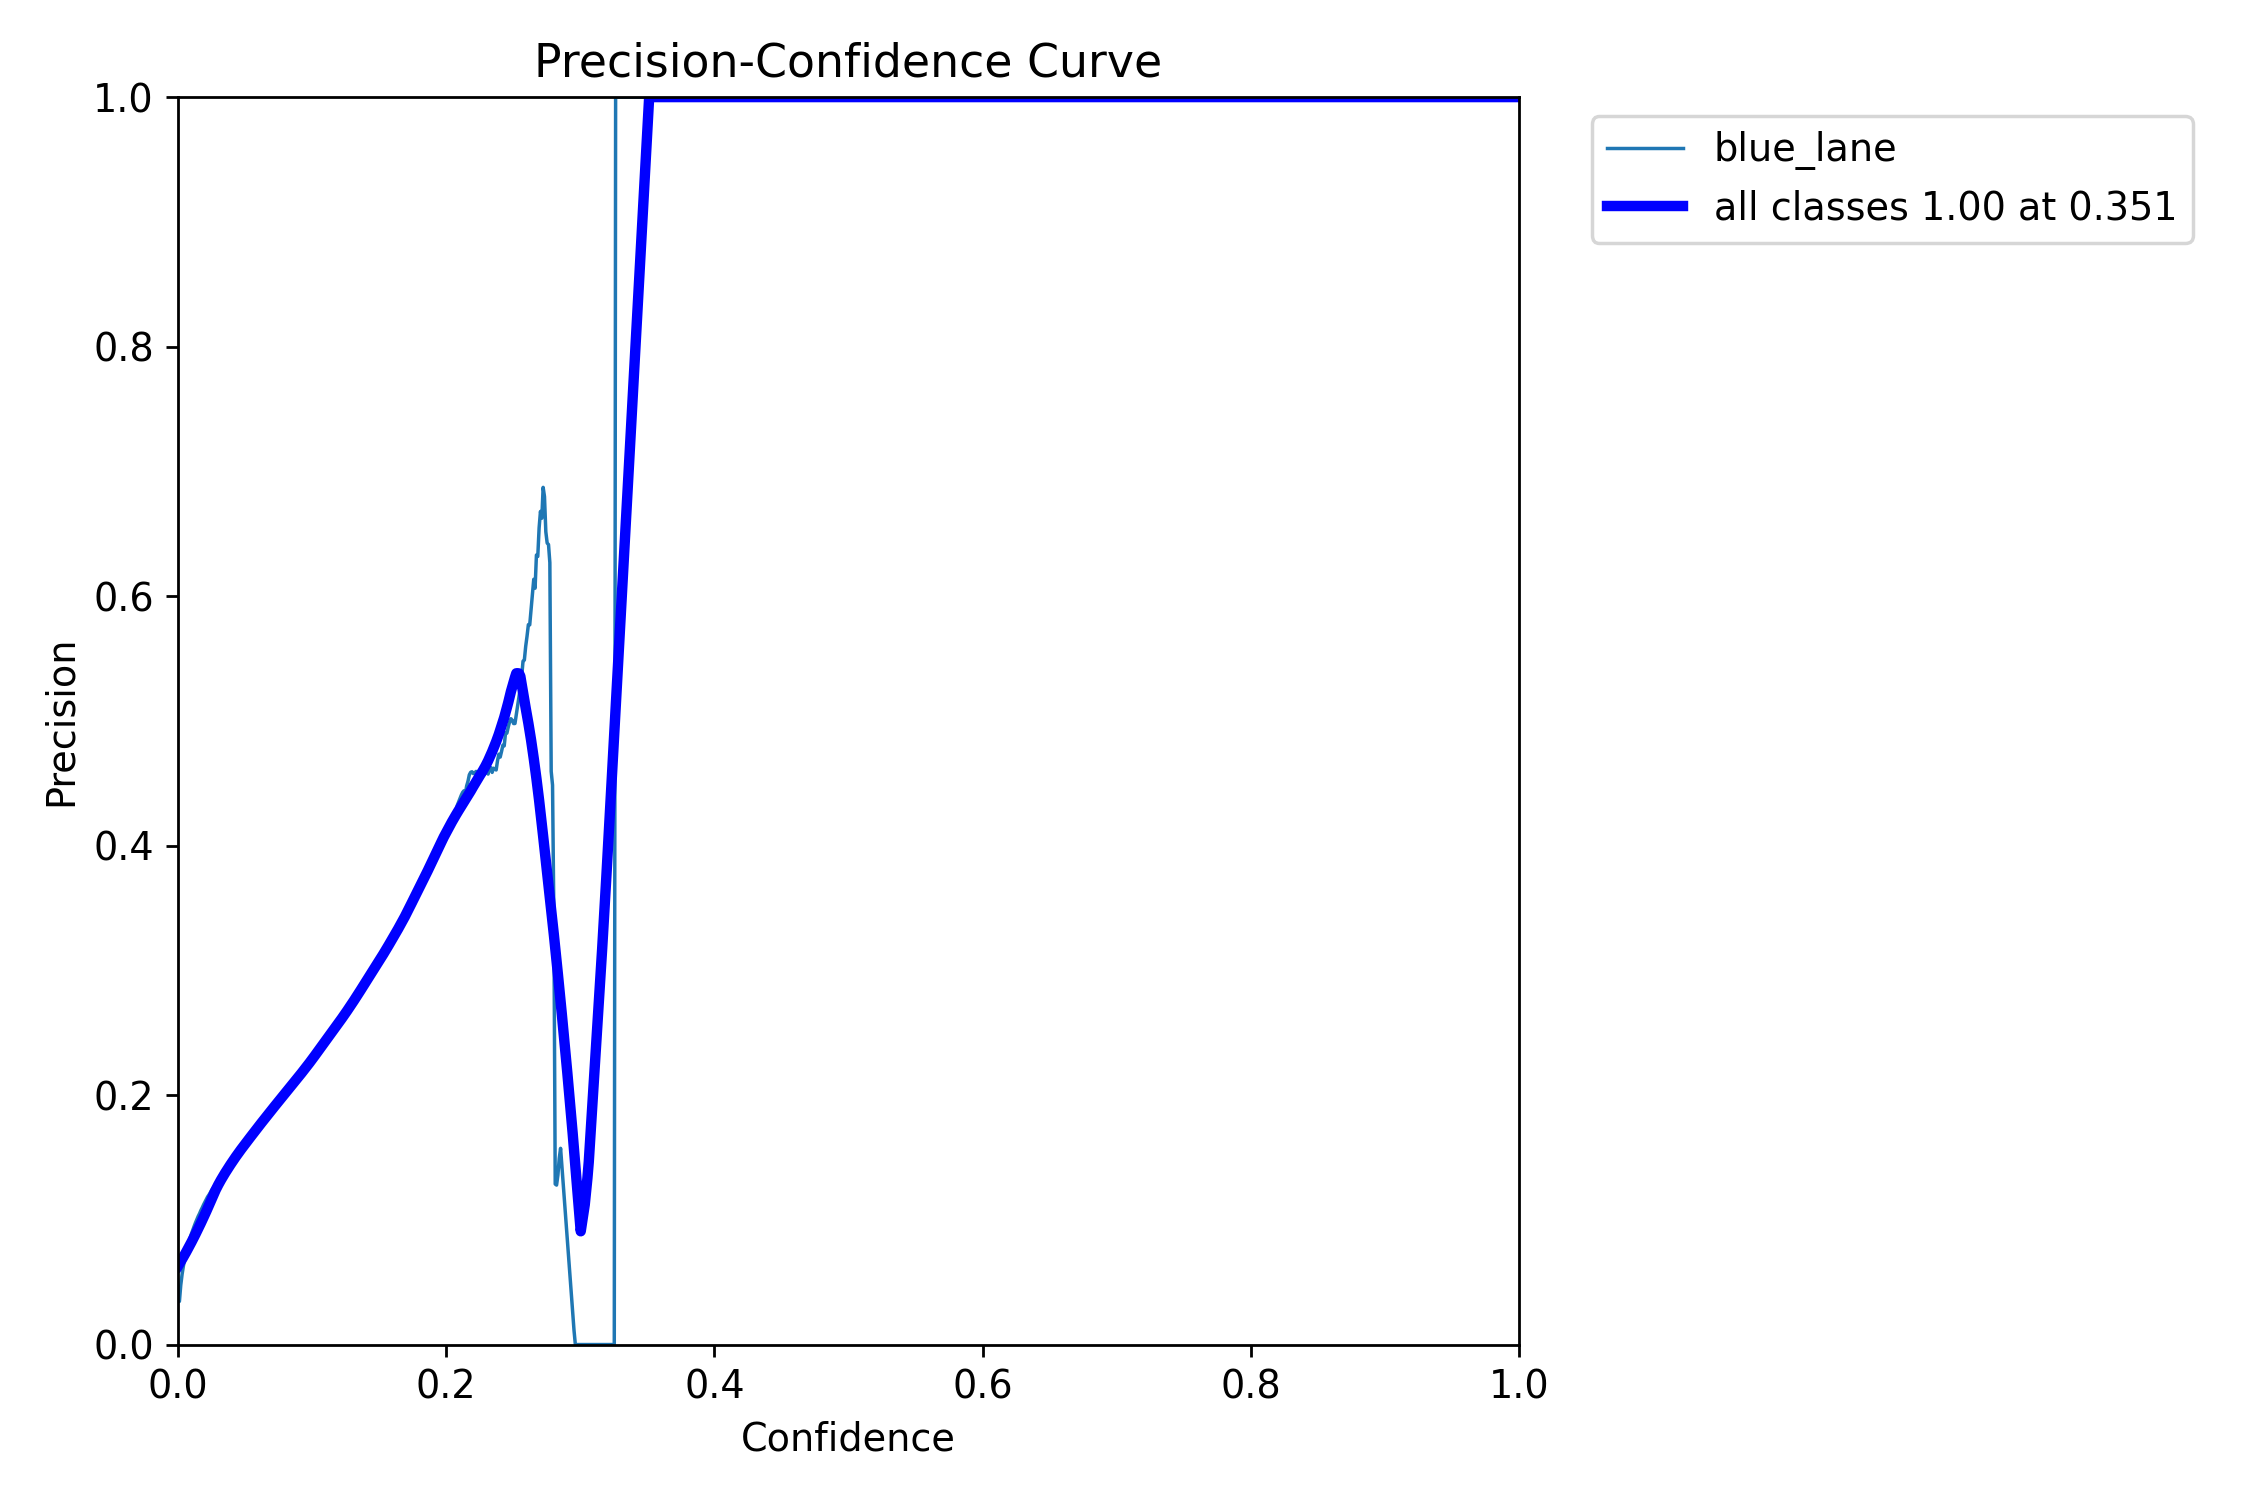 Precision-Confidence Curve
1.0
0.8
0.6
0.4
0.2
0.0
Precision
0.0 0.2 0.4 0.6 0.8 1.0
Confidence
blue_lane
all classes 1.00 at 0.351